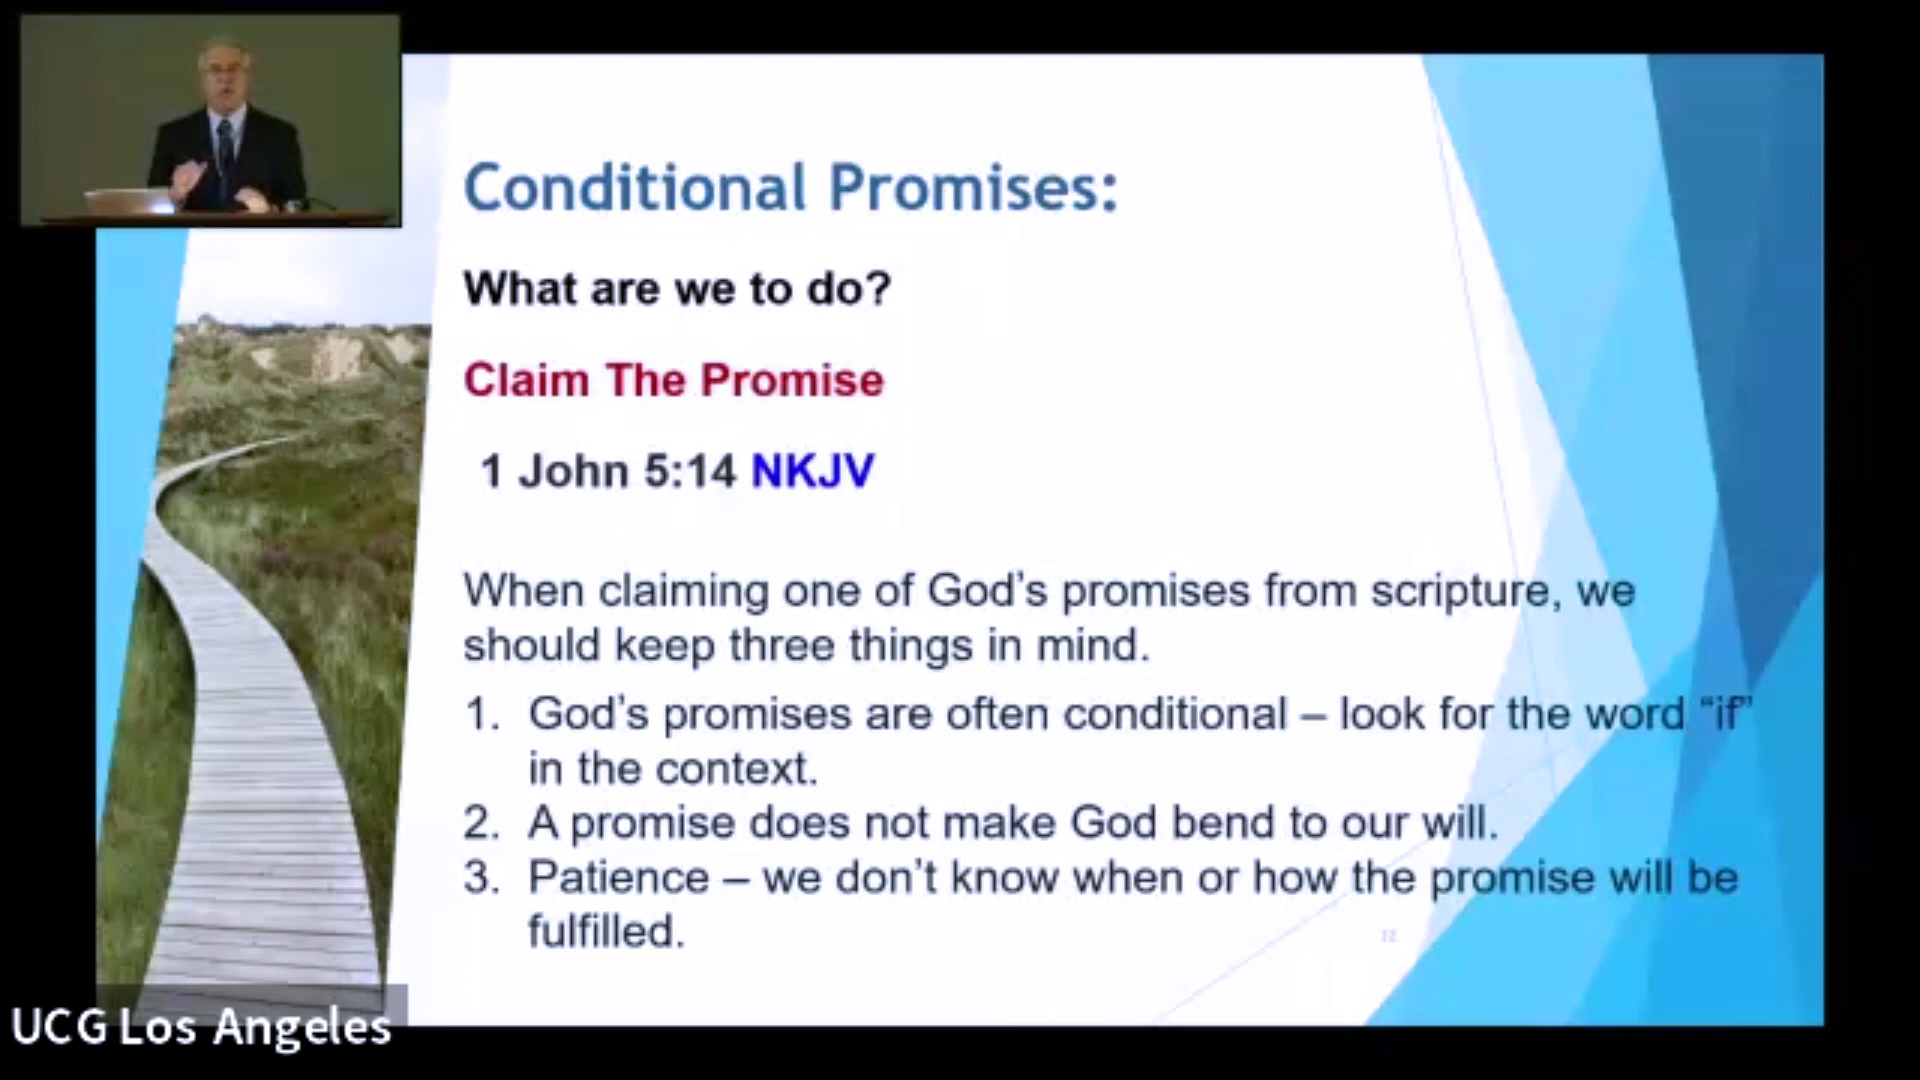 Conditional Promises:
What are we to do?
Claim The Promise
1 John 5:14 NKJV
When claiming one of God's promises from scripture, we
should keep three things in mind.
1. God's promises are often conditional – look for the word “if”
in the context.
2. A promise does not make God bend to our will.
3. Patience – we don't know when or how the promise will be
fulfilled.
UCG Los Angeles